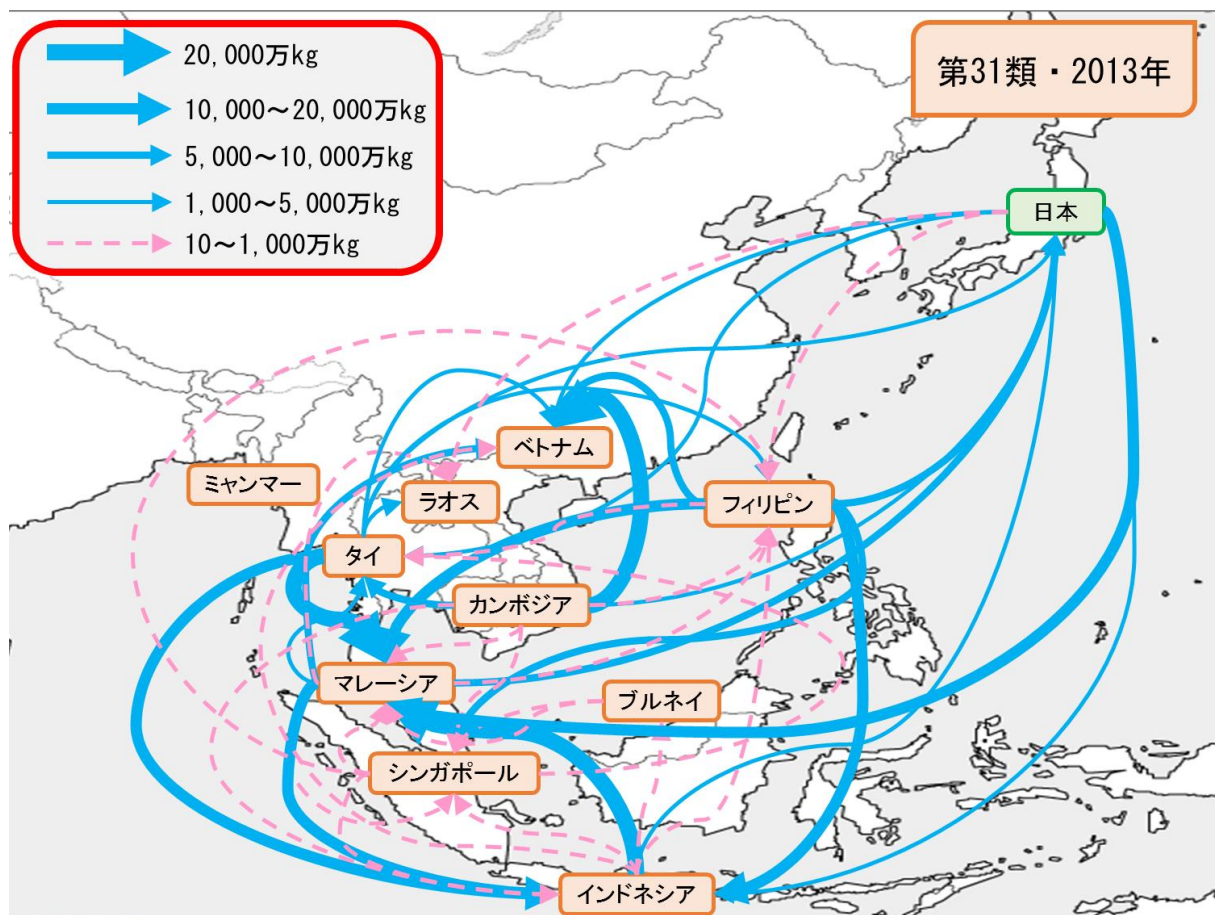 20,000万kg
10,000～20,000万kg
5,000～10,000万kg
1,000～5,000万kg
10～1,000万kg
第31類・2013年
日本
ベトナム
ミャンマー
ラオス
フィリピン
タイ
カンボジア
マレーシア
ブルネイ
シンガポール
インドネシア